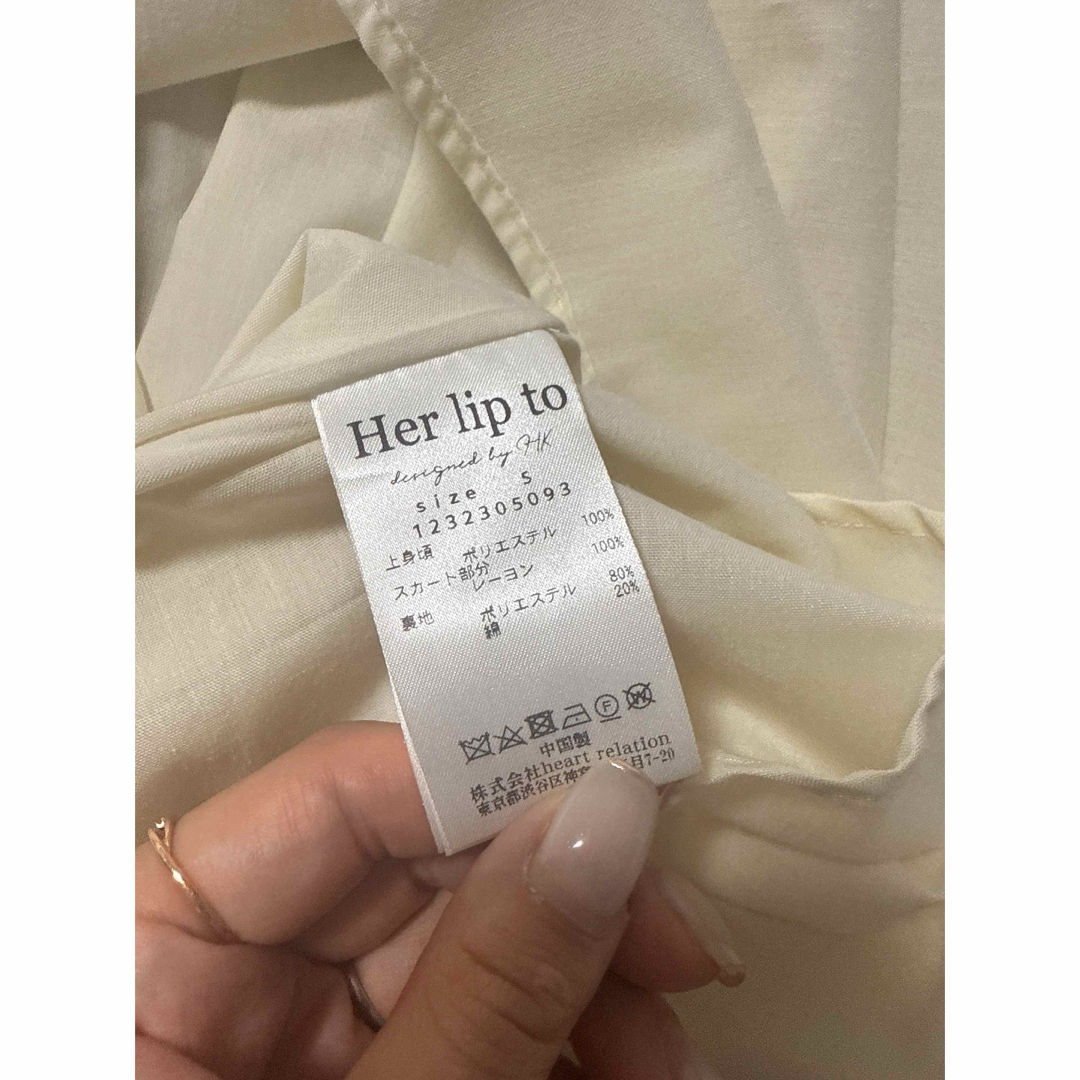 Her lip to
designed by HK
size S
1232305093
上身頃 ポリエステル 100%
スカート部分 100%
レーヨン
裏地 ポリエステル 80%
綿 20%
中国製
株式会社heart relation
東京都渋谷区神 7-20